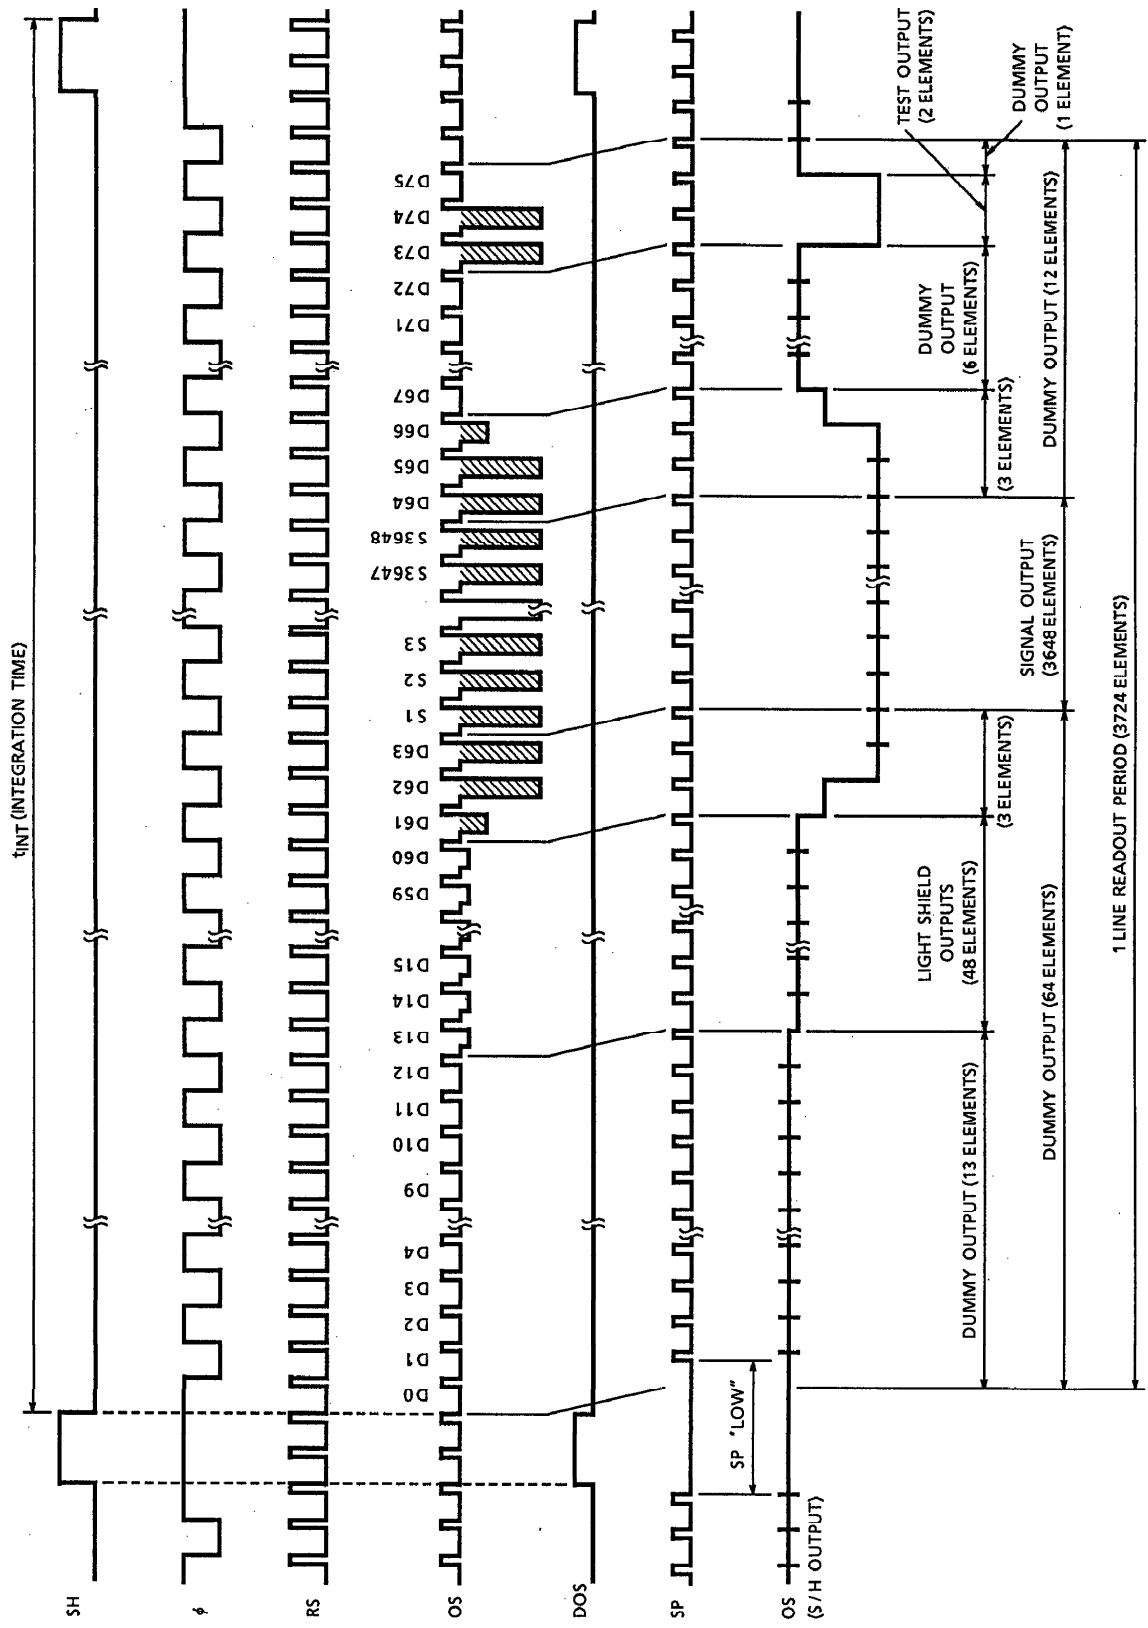 tINT (INTEGRATION TIME)
SH
φ
RS
OS
D0 D1 D2 D3 D4 D9 D10 D11 D12 D13 D14 D15 D59 D60 D61 D62 D63 S1 S2 S3 S3647 S3648 D64 D65 D66 D67 D71 D72 D73 D74 D75
DOS
SP
SP "LOW"
OS
(S/H OUTPUT)
DUMMY OUTPUT (13 ELEMENTS)
LIGHT SHIELD
OUTPUTS
(48 ELEMENTS)
(3 ELEMENTS)
(3 ELEMENTS)
DUMMY
OUTPUT
(6 ELEMENTS)
TEST OUTPUT
(2 ELEMENTS)
DUMMY
OUTPUT
(1 ELEMENT)
DUMMY OUTPUT (64 ELEMENTS)
SIGNAL OUTPUT
(3648 ELEMENTS)
DUMMY OUTPUT (12 ELEMENTS)
1 LINE READOUT PERIOD (3724 ELEMENTS)